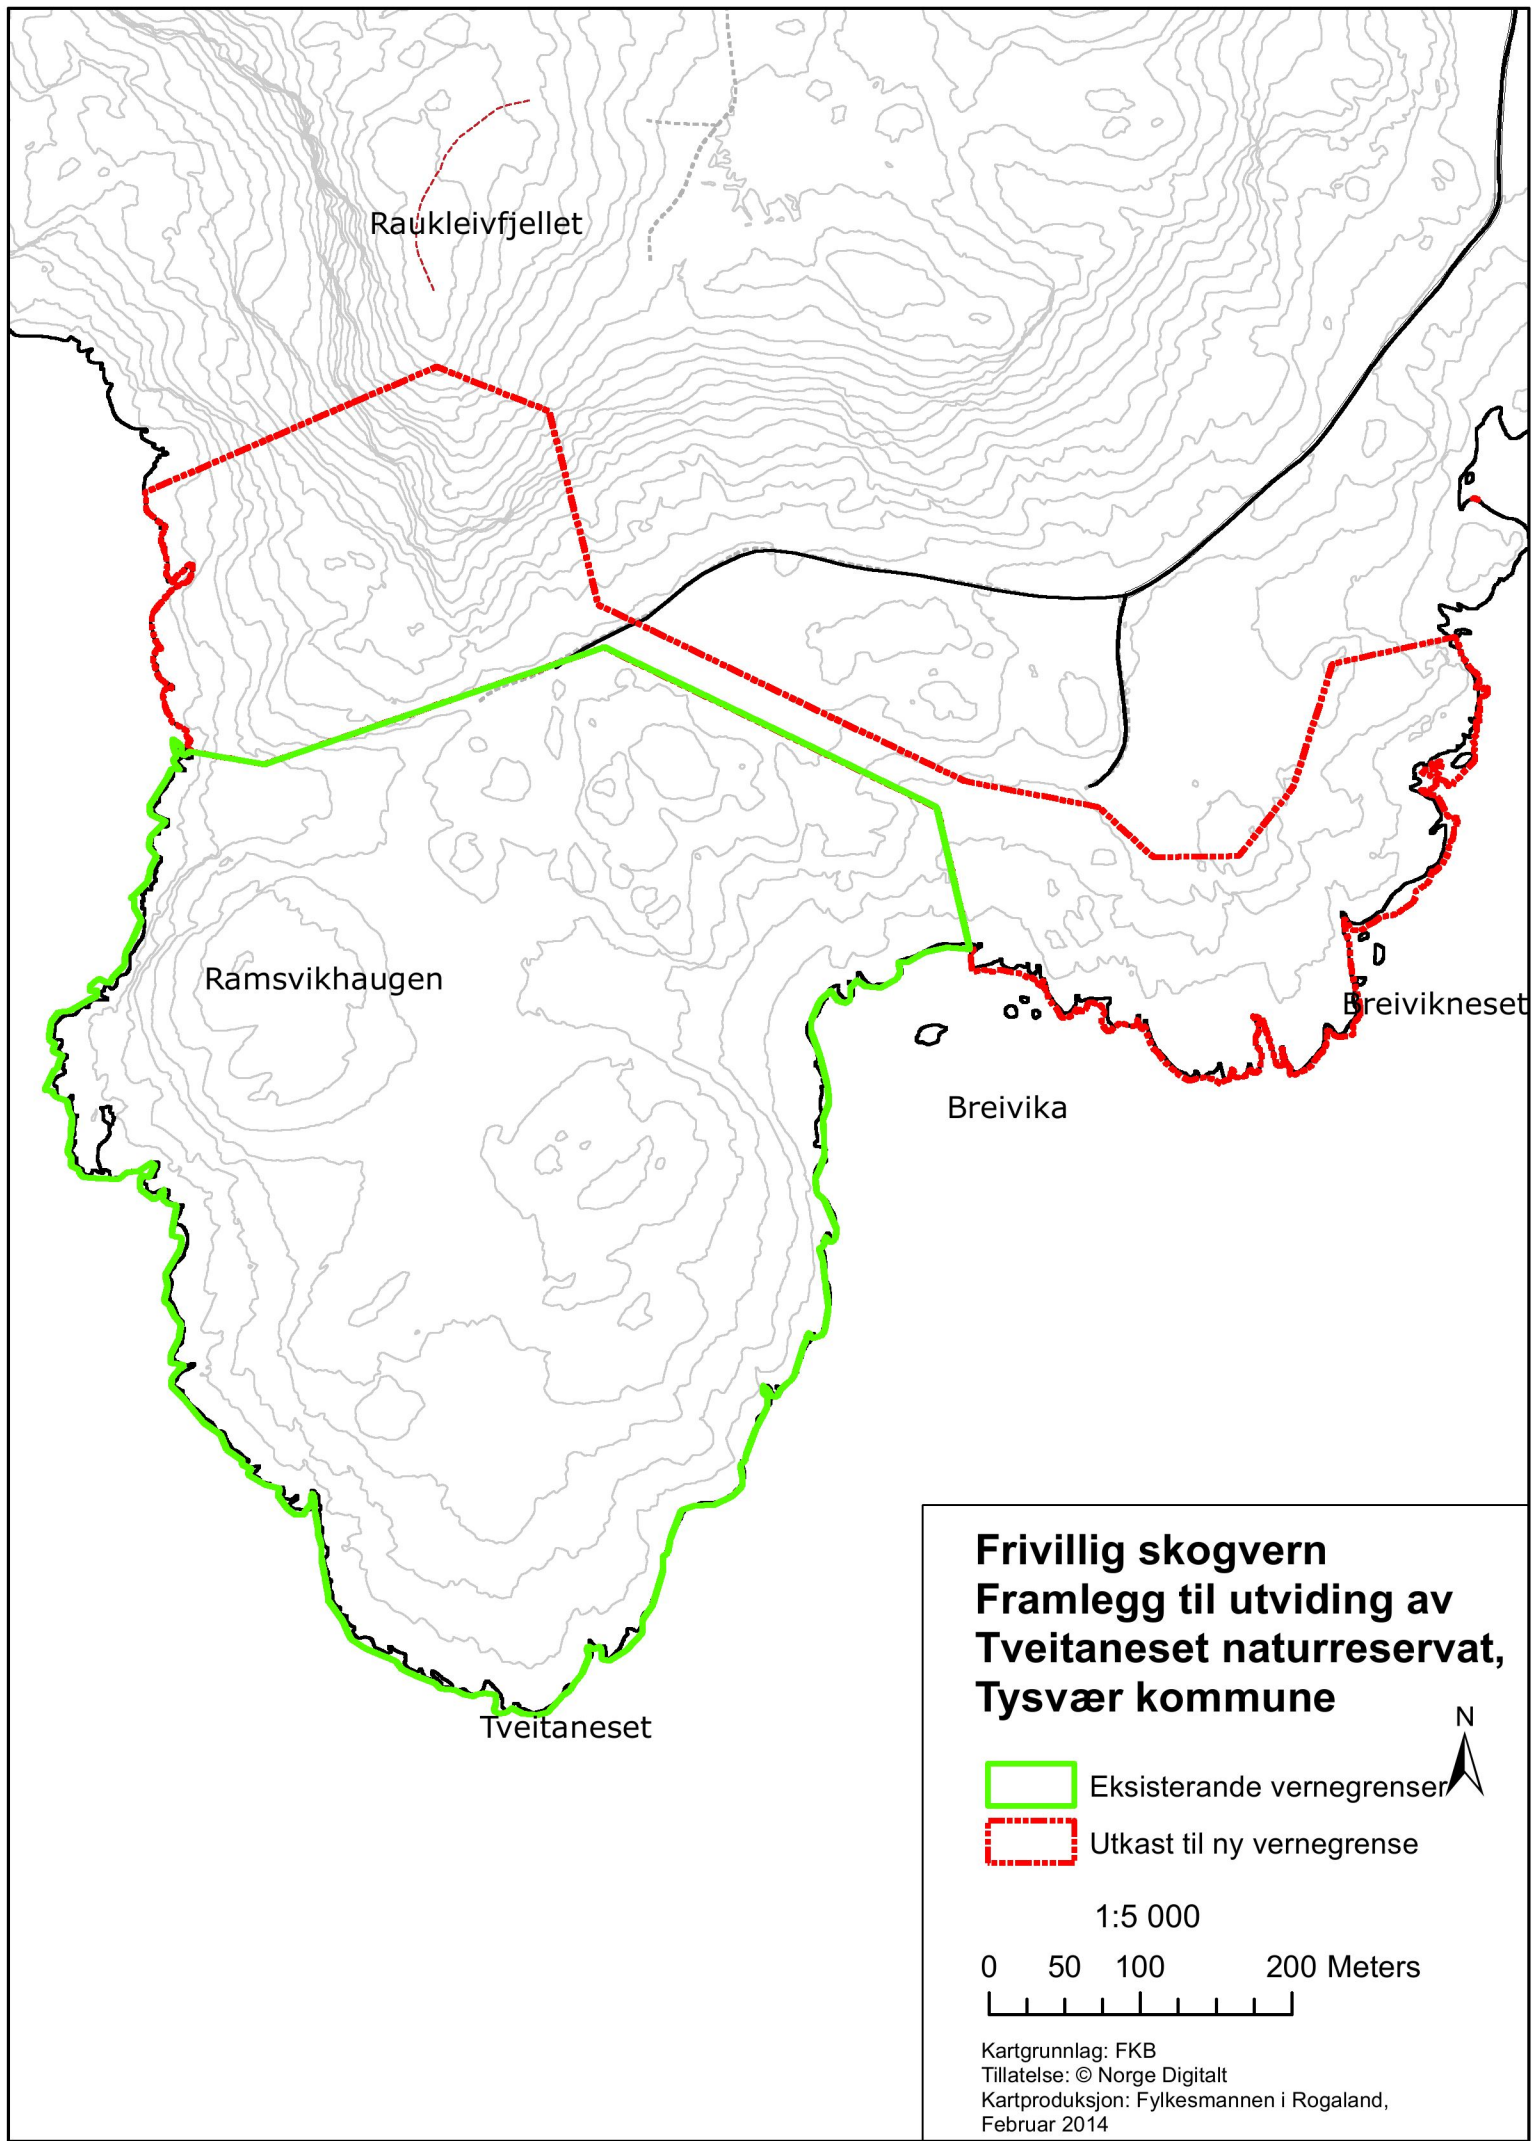 Raukleivfjellet
Ramsvikhaugen
Breivikneset
Breivika
Tveitaneset
Frivillig skogvern
Framlegg til utviding av
Tveitaneset naturreservat,
Tysvær kommune
N
Eksisterande vernegrenser
Utkast til ny vernegrense
1:5 000
0 50 100 200 Meters
Kartgrunnlag: FKB
Tillatelse: © Norge Digitalt
Kartproduksjon: Fylkesmannen i Rogaland,
Februar 2014